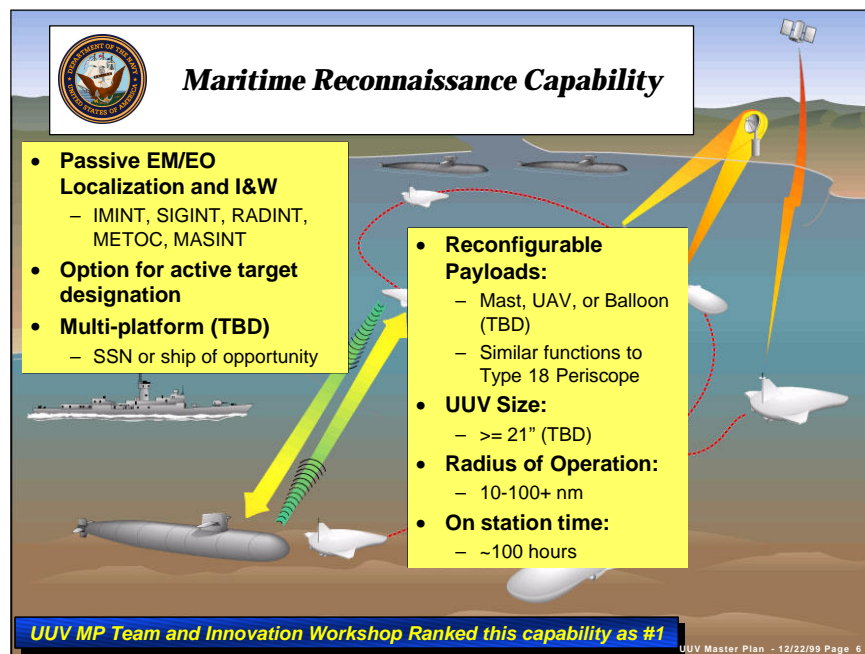 DEPARTMENT OF THE NAVY
UNITED STATES OF AMERICA
Maritime Reconnaissance Capability
• Passive EM/EO
Localization and I&W
– IMINT, SIGINT, RADINT,
METOC, MASINT
• Option for active target
designation
• Multi-platform (TBD)
– SSN or ship of opportunity
• Reconfigurable
Payloads:
– Mast, UAV, or Balloon
(TBD)
– Similar functions to
Type 18 Periscope
• UUV Size:
– >= 21” (TBD)
• Radius of Operation:
– 10-100+ nm
• On station time:
– ~100 hours
UUV MP Team and Innovation Workshop Ranked this capability as #1
UUV Master Plan - 12/22/99 Page 6